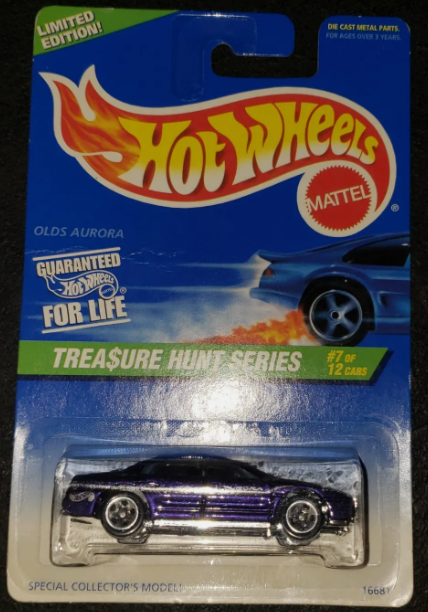 LIMITED
EDITION!
DIE CAST METAL PARTS.
FOR AGES OVER 3 YEARS.
HOT WHEELS
MATTEL
®
OLDS AURORA
GUARANTEED
HOT WHEELS ®
FOR LIFE
TREA$URE HUNT SERIES
#7 OF
12 CARS
SPECIAL COLLECTOR'S MODEL!
16681